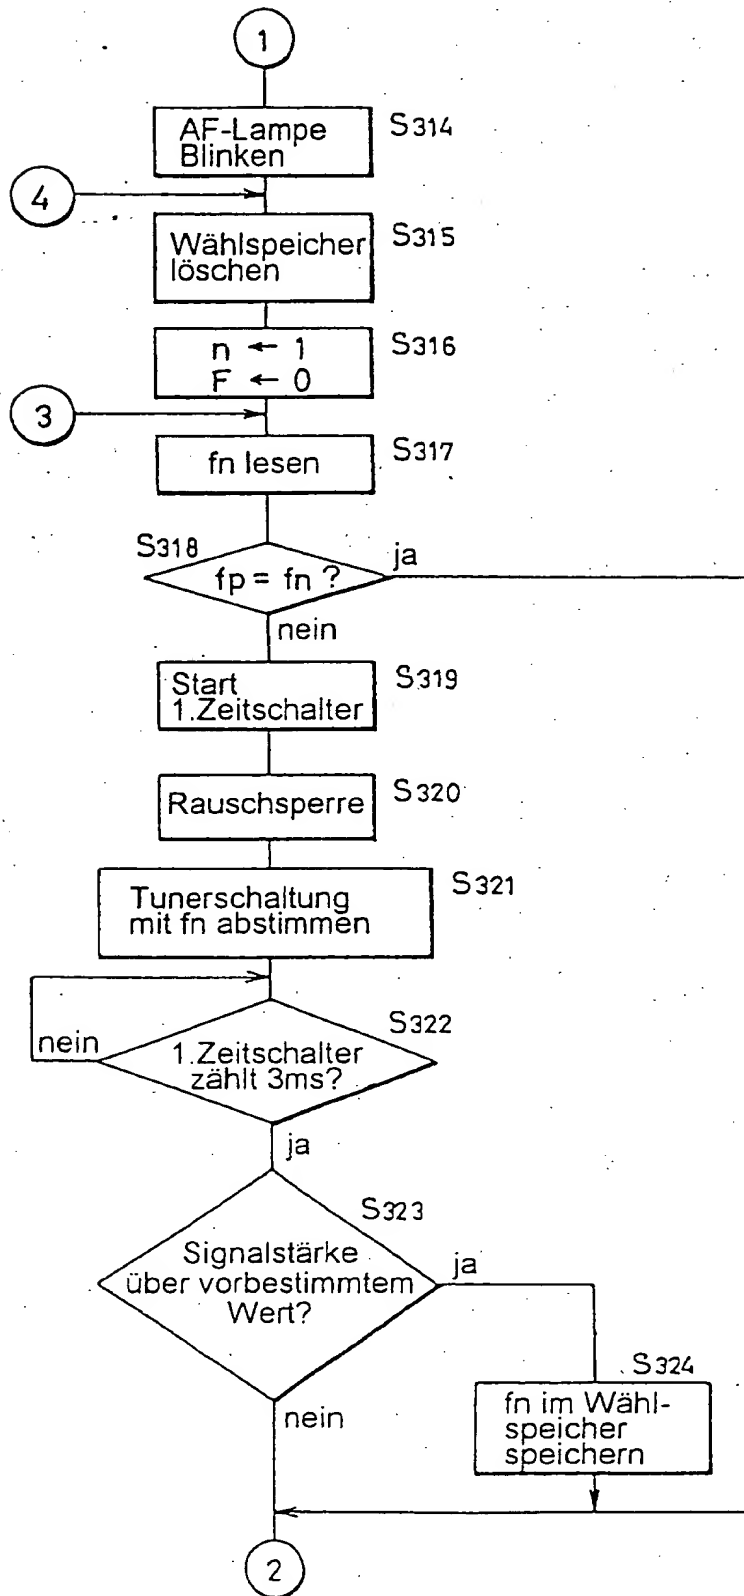 1
AF-Lampe
Blinken
S314
4
Wählspeicher
löschen
S315
n ← 1
F ← 0
S316
3
fn lesen
S317
S318
fp = fn ?
ja
nein
Start
1.Zeitschalter
S319
Rauschsperre
S320
Tunerschaltung
mit fn abstimmen
S321
S322
nein
1.Zeitschalter
zählt 3ms?
ja
S323
Signalstärke
über vorbestimmtem
Wert?
ja
S324
fn im Wähl-
speicher
speichern
nein
2